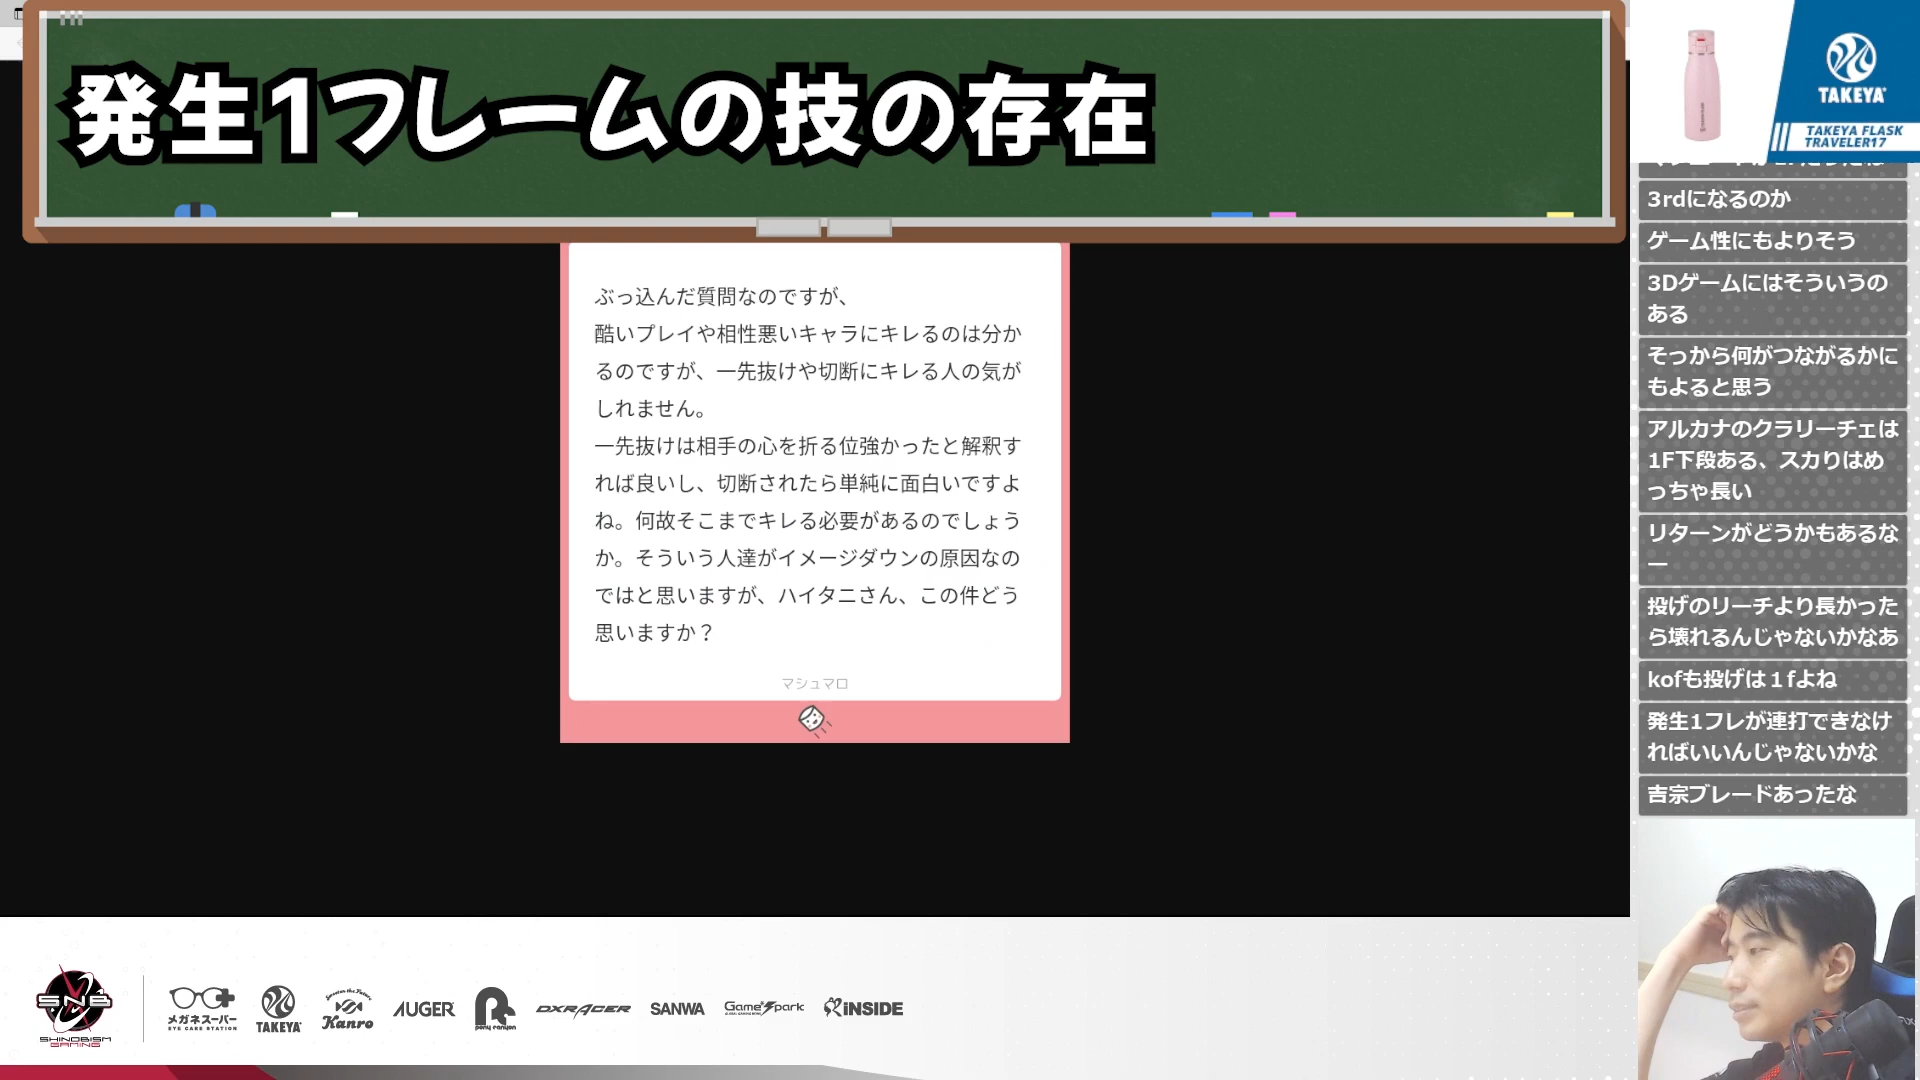 発生1フレームの技の存在
ぶっ込んだ質問なのですが、
酷いプレイや相性悪いキャラにキレるのは分か
るのですが、一先抜けや切断にキレる人の気が
しれません。
一先抜けは相手の心を折る位強かったと解釈す
れば良いし、切断されたら単純に面白いですよ
ね。何故そこまでキレる必要があるのでしょう
か。そういう人達がイメージダウンの原因なの
ではと思いますが、ハイタニさん、この件どう
思いますか？
マシュマロ
TAKEYA
TAKEYA FLASK
TRAVELER17
3rdになるのか
ゲーム性にもよりそう
3Dゲームにはそういうの
ある
そっから何がつながるかに
もよると思う
アルカナのクラリーチェは
1F下段ある、スカりはめ
っちゃ長い
リターンがどうかもあるな
ー
投げのリーチより長かった
ら壊れるんじゃないかなあ
kofも投げは１fよね
発生1フレが連打できなけ
ればいいんじゃないかな
吉宗ブレードあったな
SNB
SHINOBISM
GAMING
メガネスーパー
EYE CARE STATION
TAKEYA
Kanro
AUGER
pony canyon
DXRACER
SANWA
Game*Spark
iNSIDE